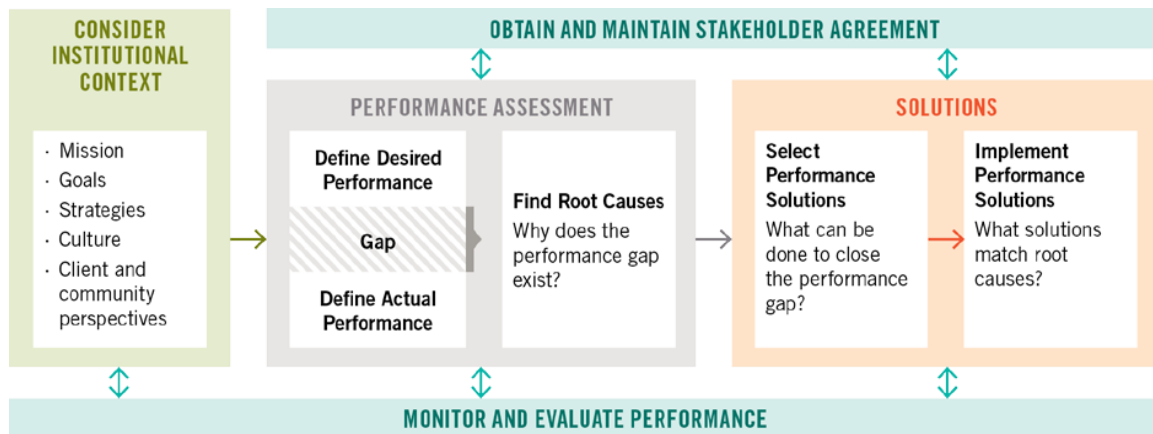 CONSIDER
INSTITUTIONAL
CONTEXT
· Mission
· Goals
· Strategies
· Culture
· Client and
community
perspectives
OBTAIN AND MAINTAIN STAKEHOLDER AGREEMENT
PERFORMANCE ASSESSMENT
Define Desired
Performance
Gap
Define Actual
Performance
Find Root Causes
Why does the
performance gap
exist?
SOLUTIONS
Select
Performance
Solutions
What can be
done to close
the performance
gap?
Implement
Performance
Solutions
What solutions
match root
causes?
MONITOR AND EVALUATE PERFORMANCE